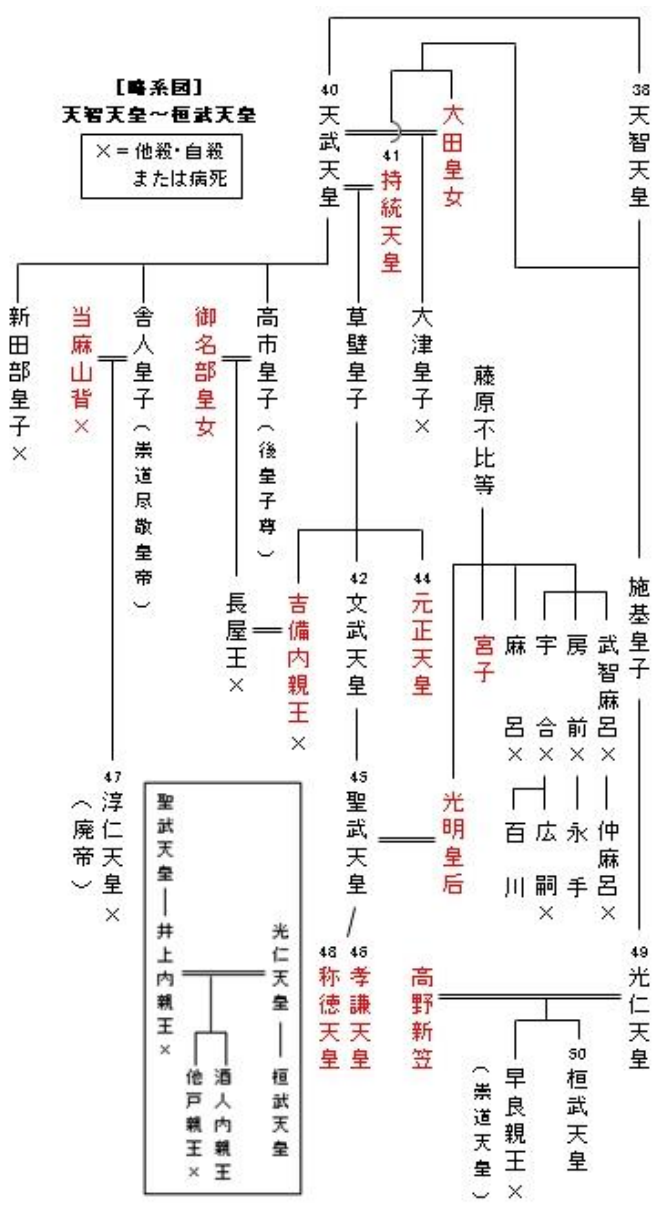 [略系図]
天智天皇～桓武天皇
×＝他殺・自殺
または病死
38
天智天皇
40
天武天皇
大田皇女
41
持統天皇
大津皇子×
草壁皇子
高市皇子（後皇子尊）
御名部皇女
舎人皇子（崇道尽敬皇帝）
当麻山背×
新田部皇子×
藤原不比等
施基皇子
武智麻呂×
房前×
宇合×
麻呂×
宮子
44
元正天皇
42
文武天皇
吉備内親王×
長屋王×
仲麻呂×
永手
広嗣×
百川
光明皇后
45
聖武天皇
47
淳仁天皇×
（廃帝）
49
光仁天皇
高野新笠
46
孝謙天皇
48
称徳天皇
50
桓武天皇
早良親王×
（崇道天皇）
光仁天皇
桓武天皇
聖武天皇
井上内親王×
酒人内親王
他戸親王×